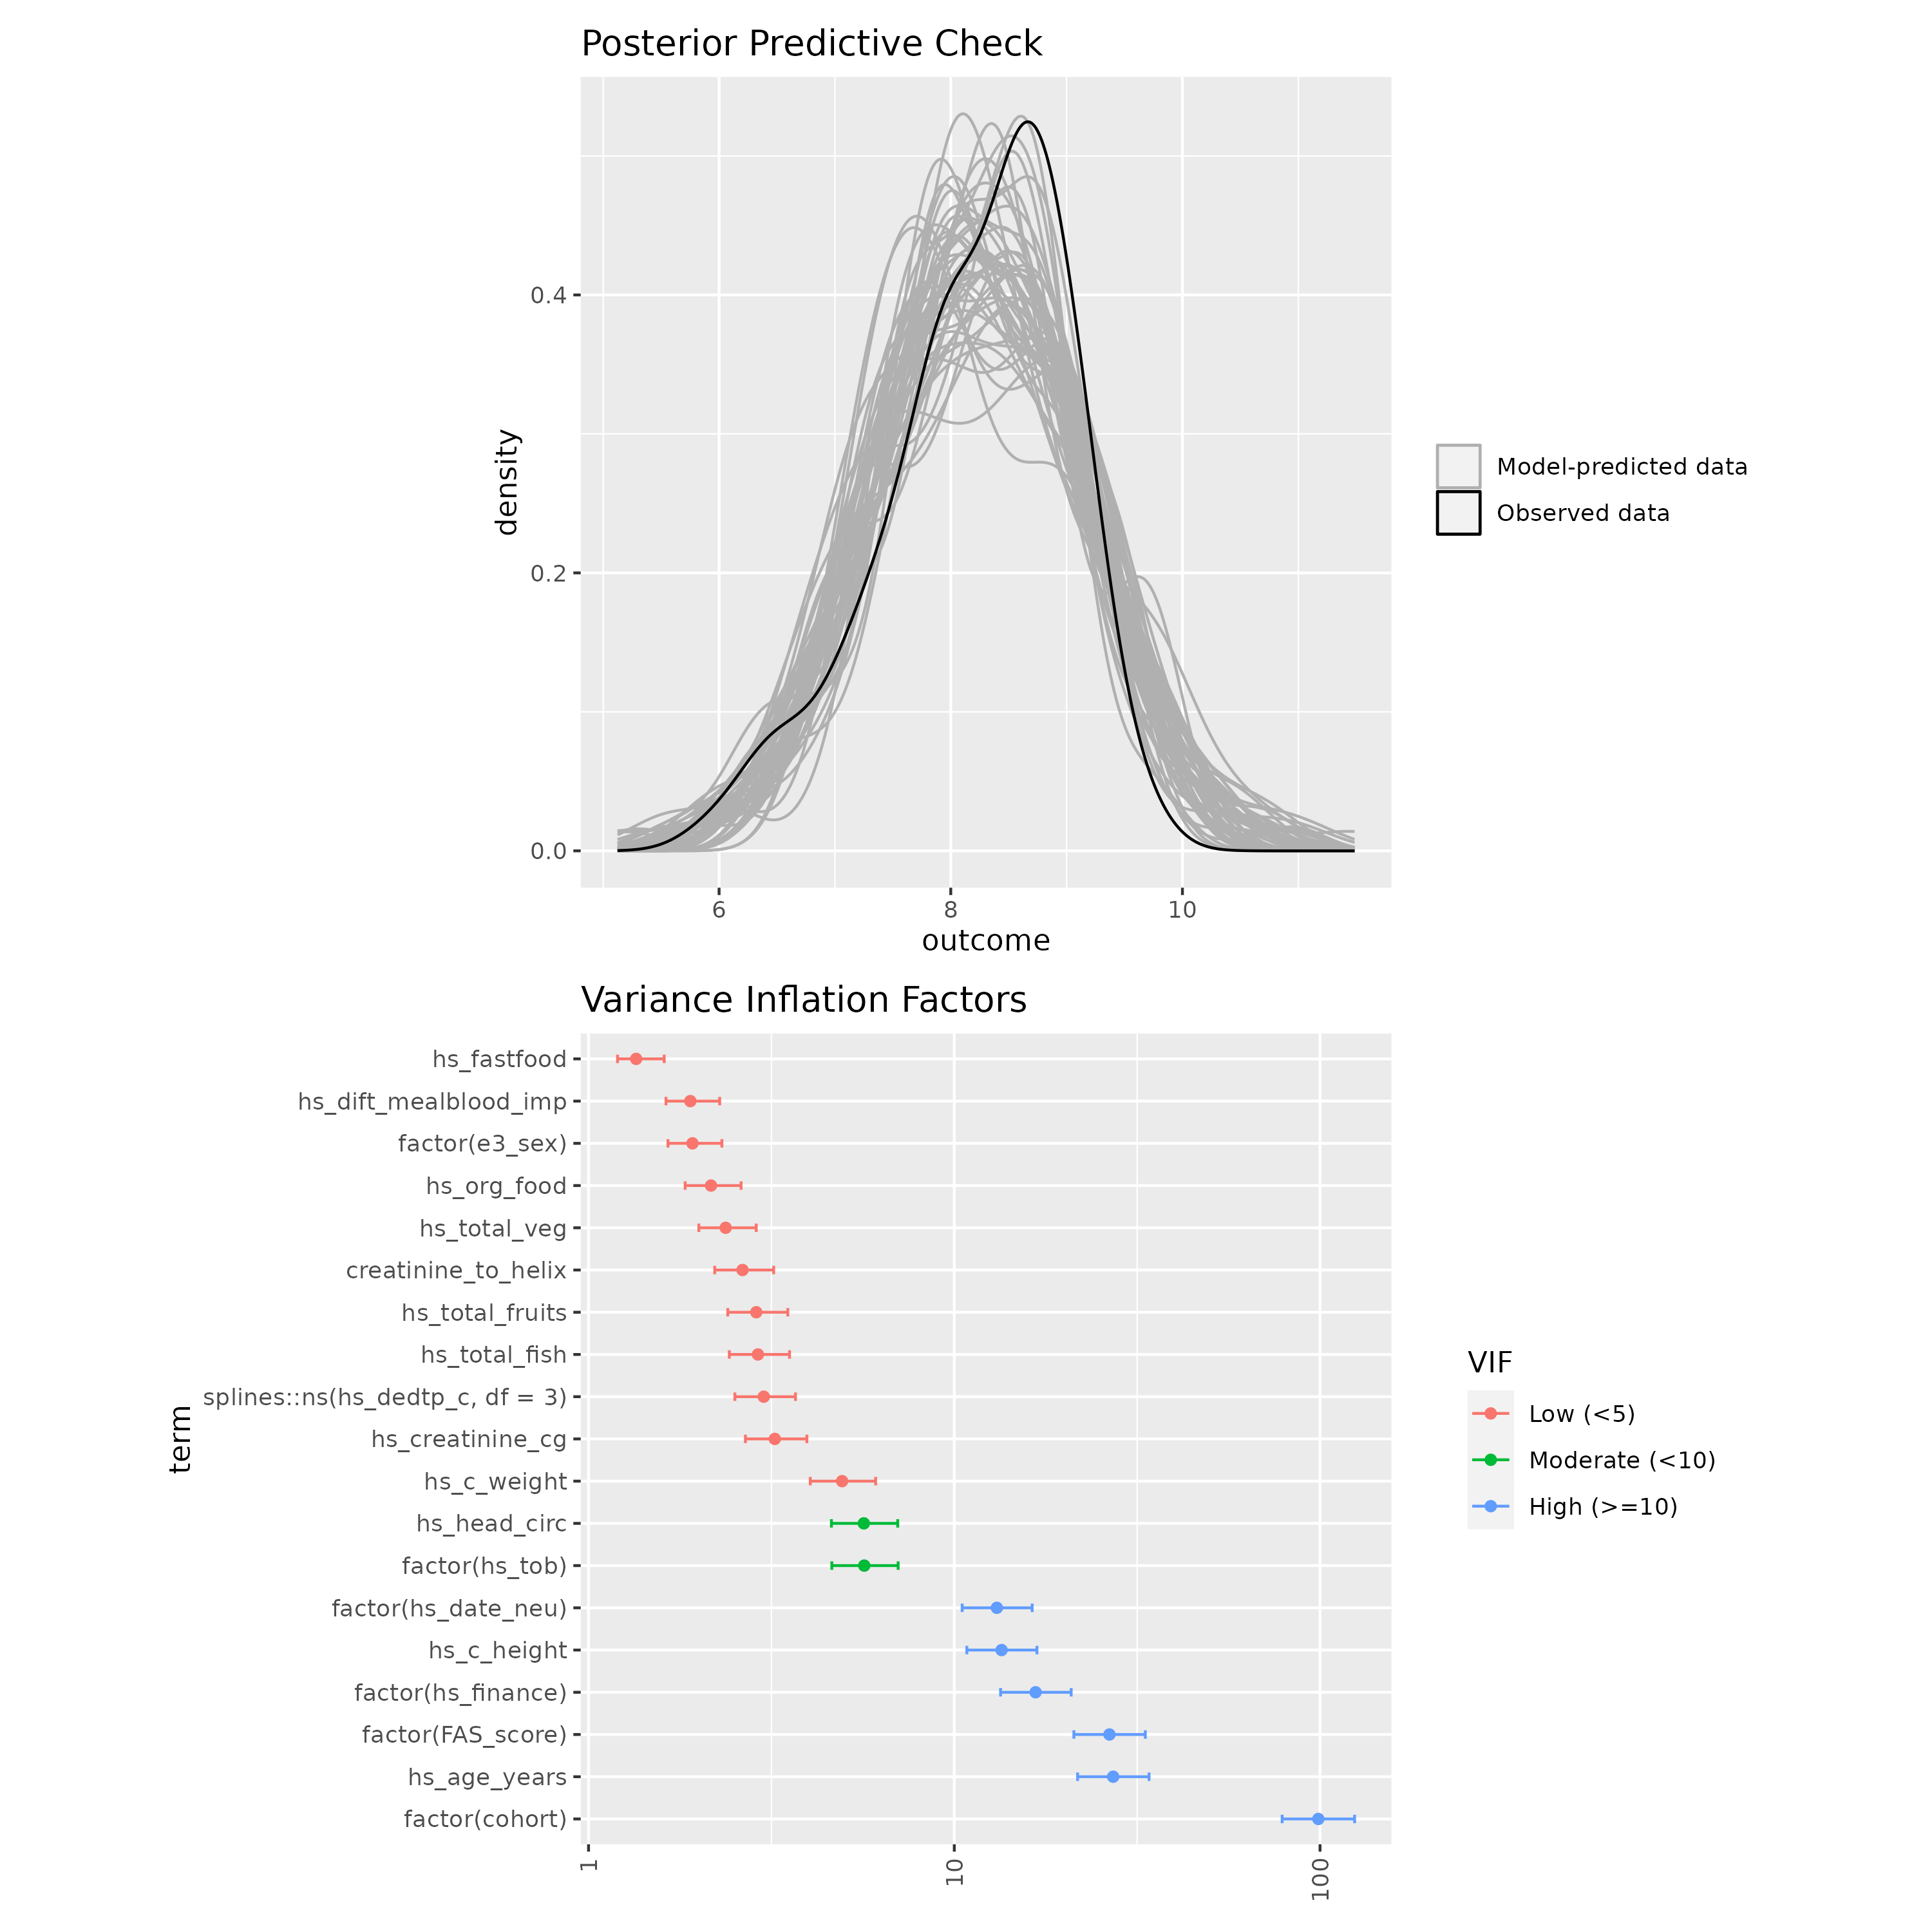 Posterior Predictive Check
density
0.4
0.2
0.0
6
8
10
outcome
Model-predicted data
Observed data
Variance Inflation Factors
term
hs_fastfood
hs_dift_mealblood_imp
factor(e3_sex)
hs_org_food
hs_total_veg
creatinine_to_helix
hs_total_fruits
hs_total_fish
splines::ns(hs_dedtp_c, df = 3)
hs_creatinine_cg
hs_c_weight
hs_head_circ
factor(hs_tob)
factor(hs_date_neu)
hs_c_height
factor(hs_finance)
factor(FAS_score)
hs_age_years
factor(cohort)
1
10
100
VIF
Low (<5)
Moderate (<10)
High (>=10)